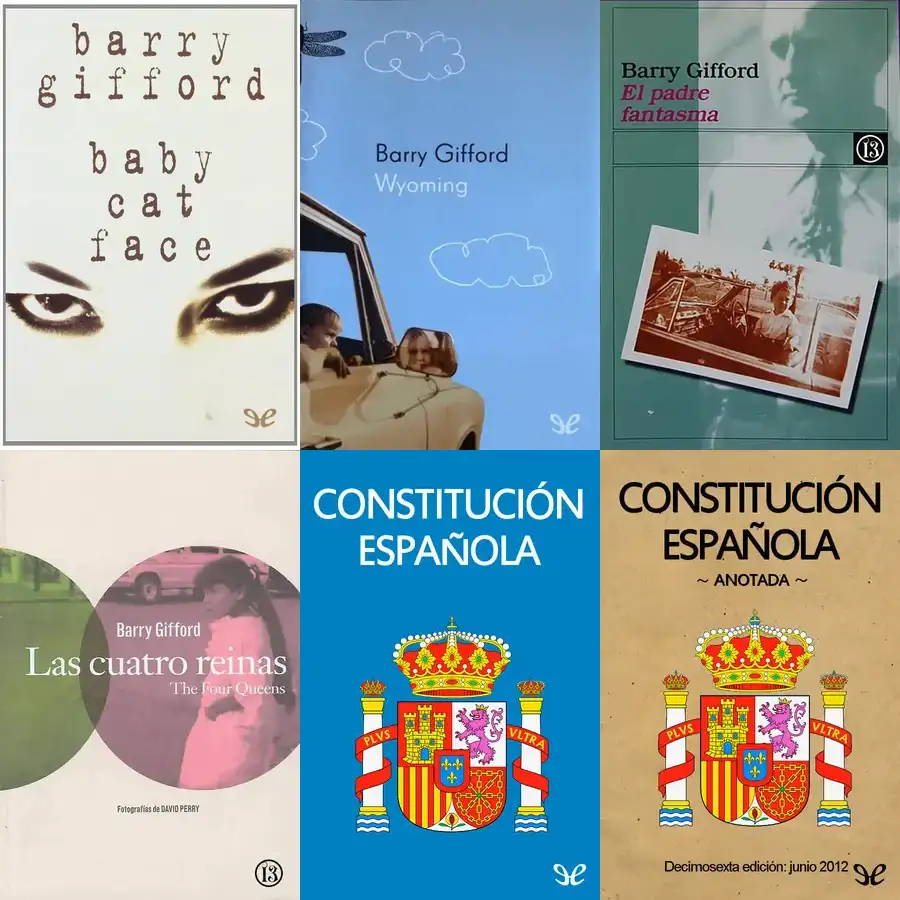 barry
gifford
baby
cat
face
Barry Gifford
Wyoming
Barry Gifford
El padre
fantasma
13
Barry Gifford
Las cuatro reinas
The Four Queens
Fotografías de DAVID PERRY
13
CONSTITUCIÓN
ESPAÑOLA
PLVS
VLTRA
CONSTITUCIÓN
ESPAÑOLA
~ ANOTADA ~
PLVS
VLTRA
Decimosexta edición: junio 2012